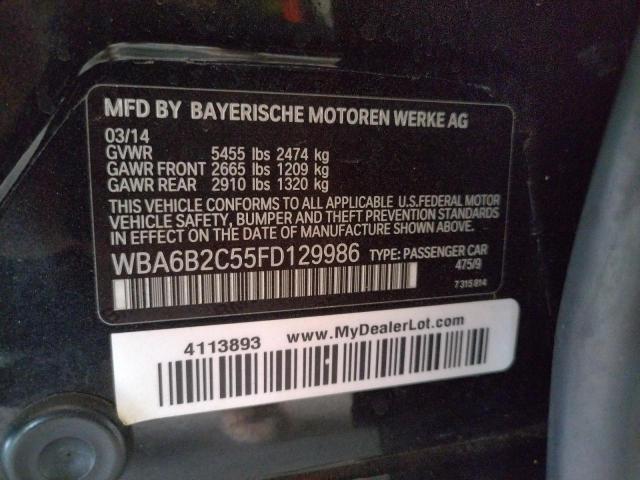 MFD BY BAYERISCHE MOTOREN WERKE AG
03/14
GVWR 5455 lbs 2474 kg
GAWR FRONT 2665 lbs 1209 kg
GAWR REAR 2910 lbs 1320 kg
THIS VEHICLE CONFORMS TO ALL APPLICABLE U.S.FEDERAL MOTOR
VEHICLE SAFETY, BUMPER AND THEFT PREVENTION STANDARDS
IN EFFECT ON THE DATE OF MANUFACTURE SHOWN ABOVE.
WBA6B2C55FD129986 TYPE: PASSENGER CAR
475/9
7 315 814
4113893 www.MyDealerLot.com